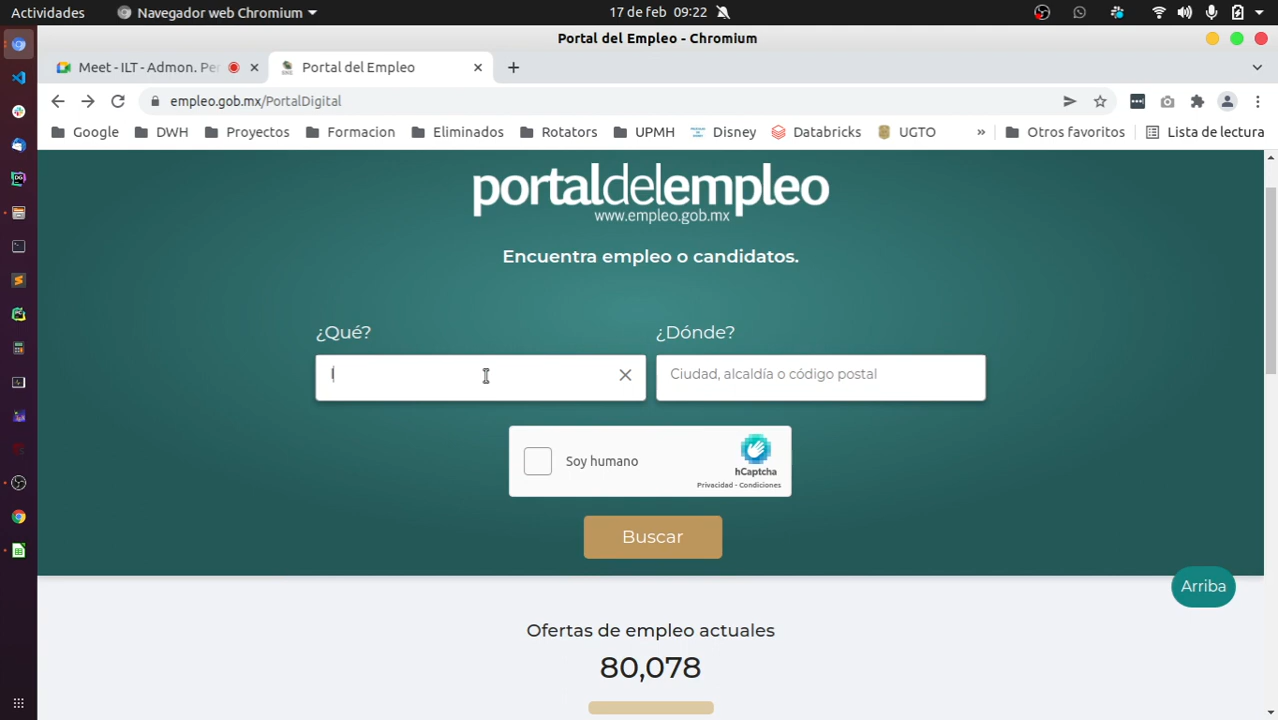 Actividades Navegador web Chromium 17 de feb 09:22
Portal del Empleo - Chromium
Meet - ILT - Admon. Per Portal del Empleo
empleo.gob.mx/PortalDigital
Google DWH Proyectos Formacion Eliminados Rotators UPMH Disney Databricks UGTO » Otros favoritos Lista de lectura
portaldelempleo
www.empleo.gob.mx
Encuentra empleo o candidatos.
¿Qué? ¿Dónde?
I Ciudad, alcaldía o código postal
Soy humano
hCaptcha
Privacidad - Condiciones
Buscar
Arriba
Ofertas de empleo actuales
80,078